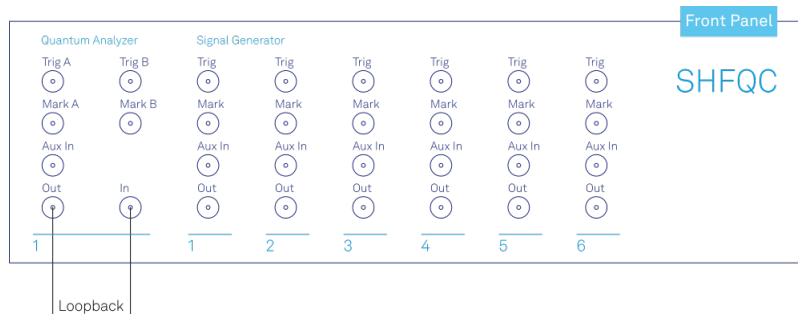 Front Panel
Quantum Analyzer Signal Generator
Trig A Trig B Trig Trig Trig Trig Trig Trig
SHFQC
Mark A Mark B Mark Mark Mark Mark Mark Mark
Aux In Aux In Aux In Aux In Aux In Aux In Aux In
Out In Out Out Out Out Out Out
1 1 2 3 4 5 6
Loopback